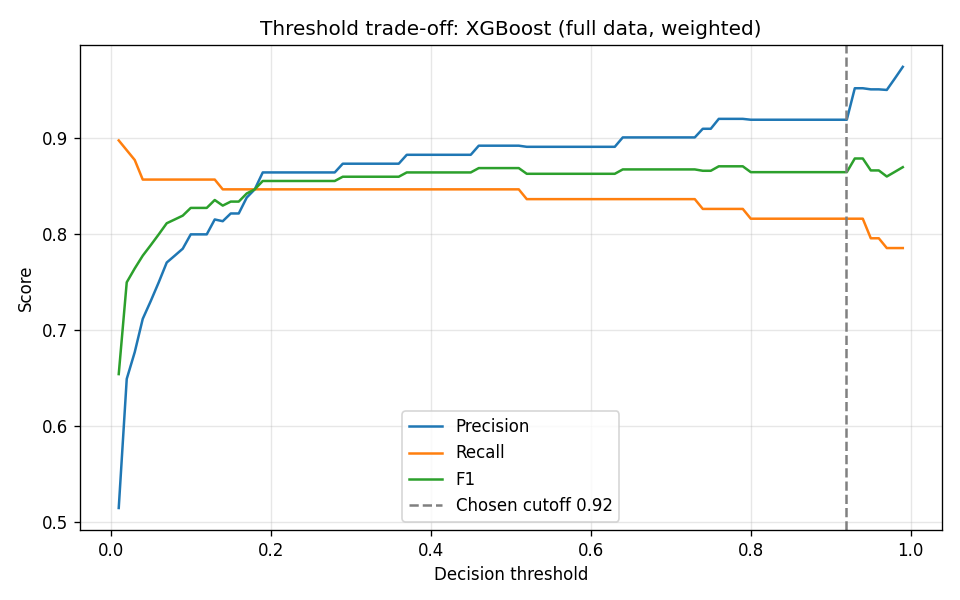 Threshold trade-off: XGBoost (full data, weighted)
0.9
0.8
0.7
0.6
0.5
Score
Precision
Recall
F1
Chosen cutoff 0.92
0.0 0.2 0.4 0.6 0.8 1.0
Decision threshold